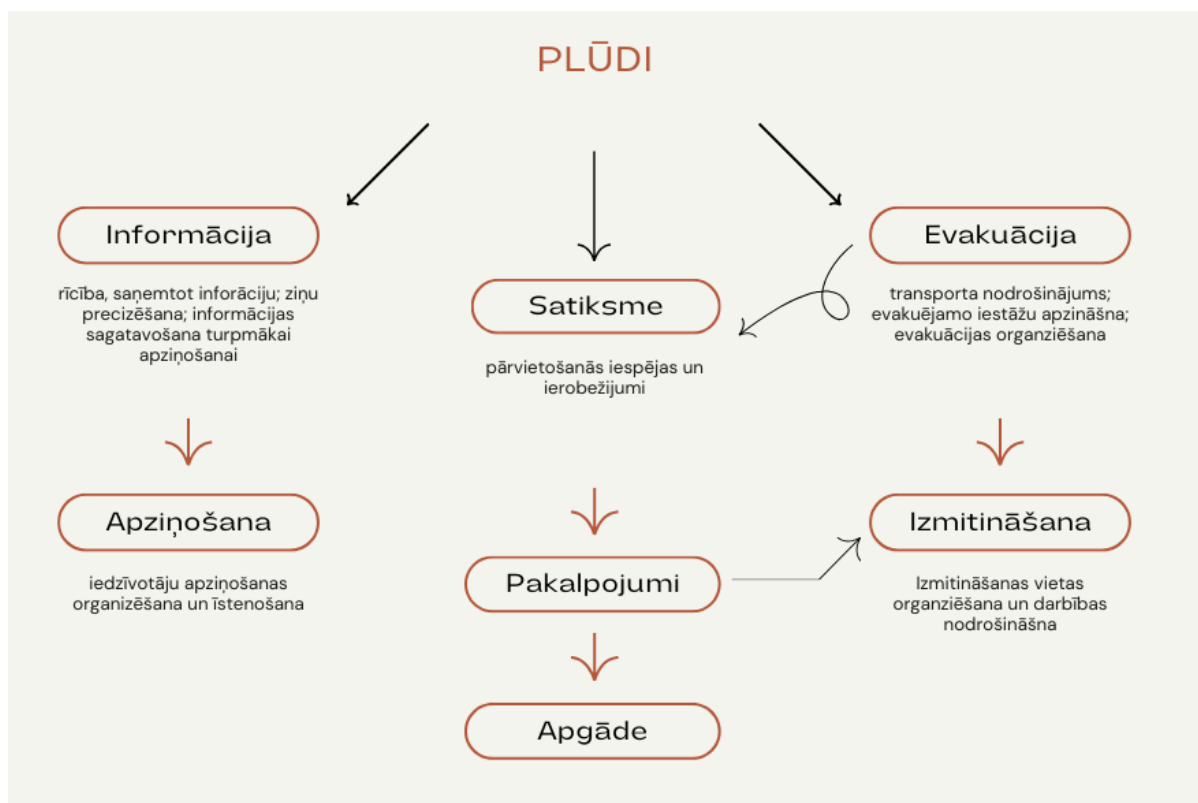 PLŪDI
Informācija
rīcība, saņemtot inforāciju; ziņu
precizēšana; informācijas
sagatavošana turpmākai
apziņošanai
Satiksme
pārvietošanās iespējas un
ierobežijumi
Evakuācija
transporta nodrošinājums;
evakuējamo iestāžu apzināšna;
evakuācijas organziēšana
Apziņošana
iedzīvotāju apziņošanas
organizēšana un īstenošana
Pakalpojumi
Izmitināšana
Izmitināšanas vietas
organziēšana un darbības
nodrošināšna
Apgāde